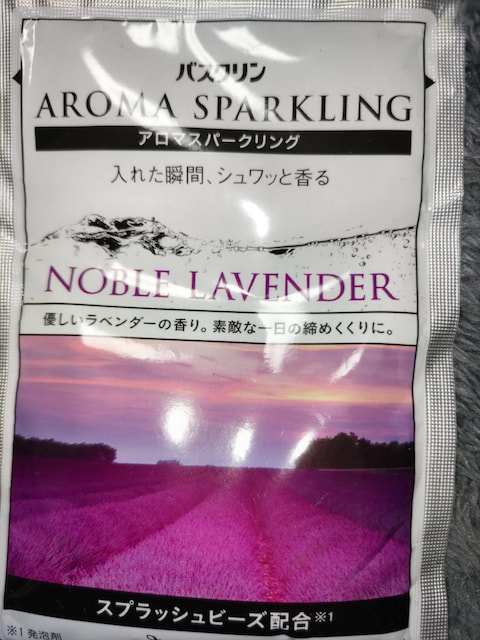 バスクリン
AROMA SPARKLING
アロマスパークリング
入れた瞬間、シュワッと香る
NOBLE LAVENDER
優しいラベンダーの香り。素敵な一日の締めくくりに。
スプラッシュビーズ配合※1
※1 発泡剤